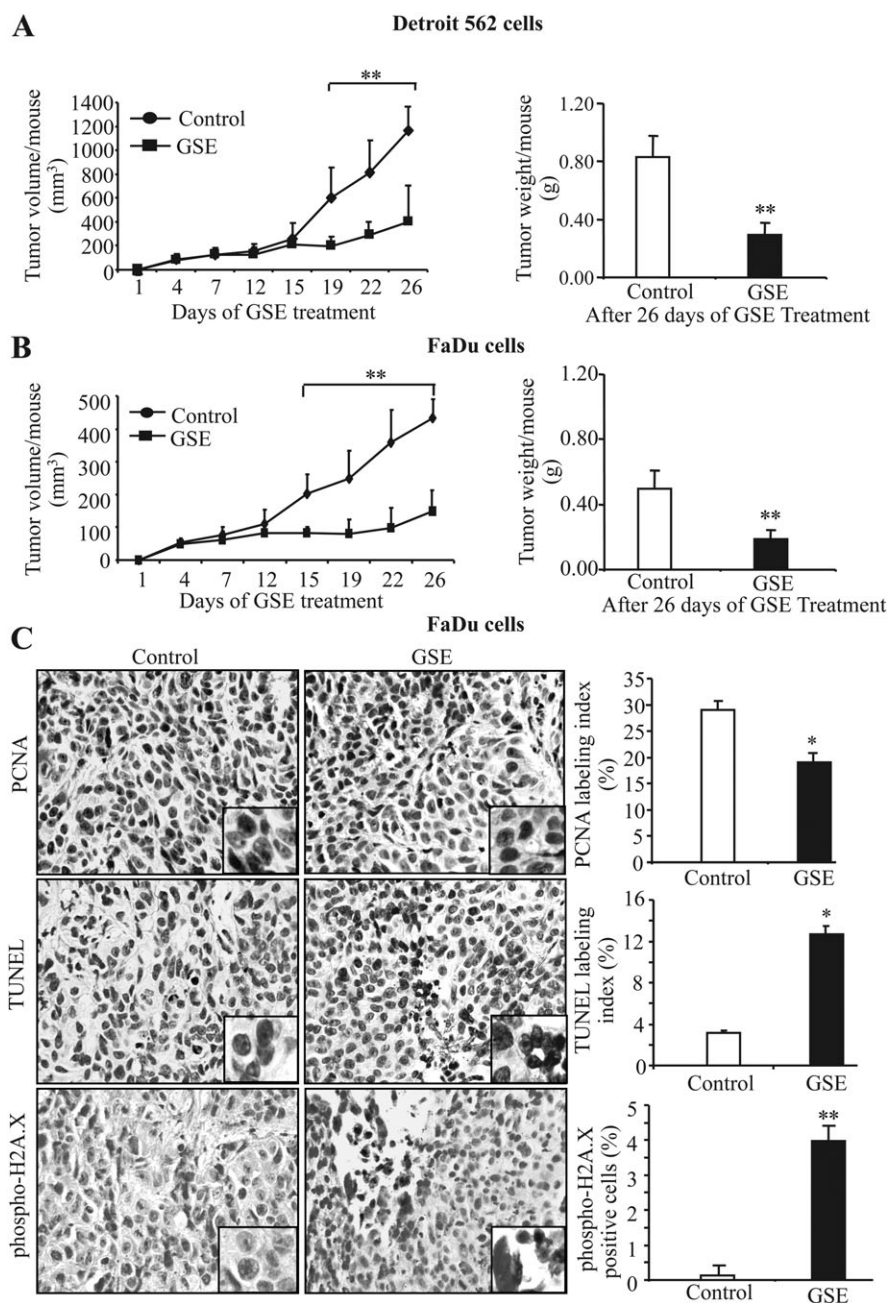 A
Detroit 562 cells
**
Tumor volume/mouse
(mm³)
1400
1200
1000
800
600
400
200
0
Control
GSE
1 4 7 12 15 19 22 26
Days of GSE treatment
Tumor weight/mouse
(g)
1.20
0.80
0.40
0.00
**
Control GSE
After 26 days of GSE Treatment
B
FaDu cells
**
Tumor volume/mouse
(mm³)
500
400
300
200
100
0
Control
GSE
1 4 7 12 15 19 22 26
Days of GSE treatment
Tumor weight/mouse
(g)
1.20
0.80
0.40
0.00
**
Control GSE
After 26 days of GSE Treatment
C
FaDu cells
Control GSE
PCNA
PCNA labeling index
(%)
35
30
25
20
15
10
5
0
*
Control GSE
TUNEL
TUNEL labeling
index (%)
16
12
8
4
0
*
Control GSE
phospho-H2A.X
phospho-H2A.X
positive cells (%)
5
4
3
2
1
0
**
Control GSE